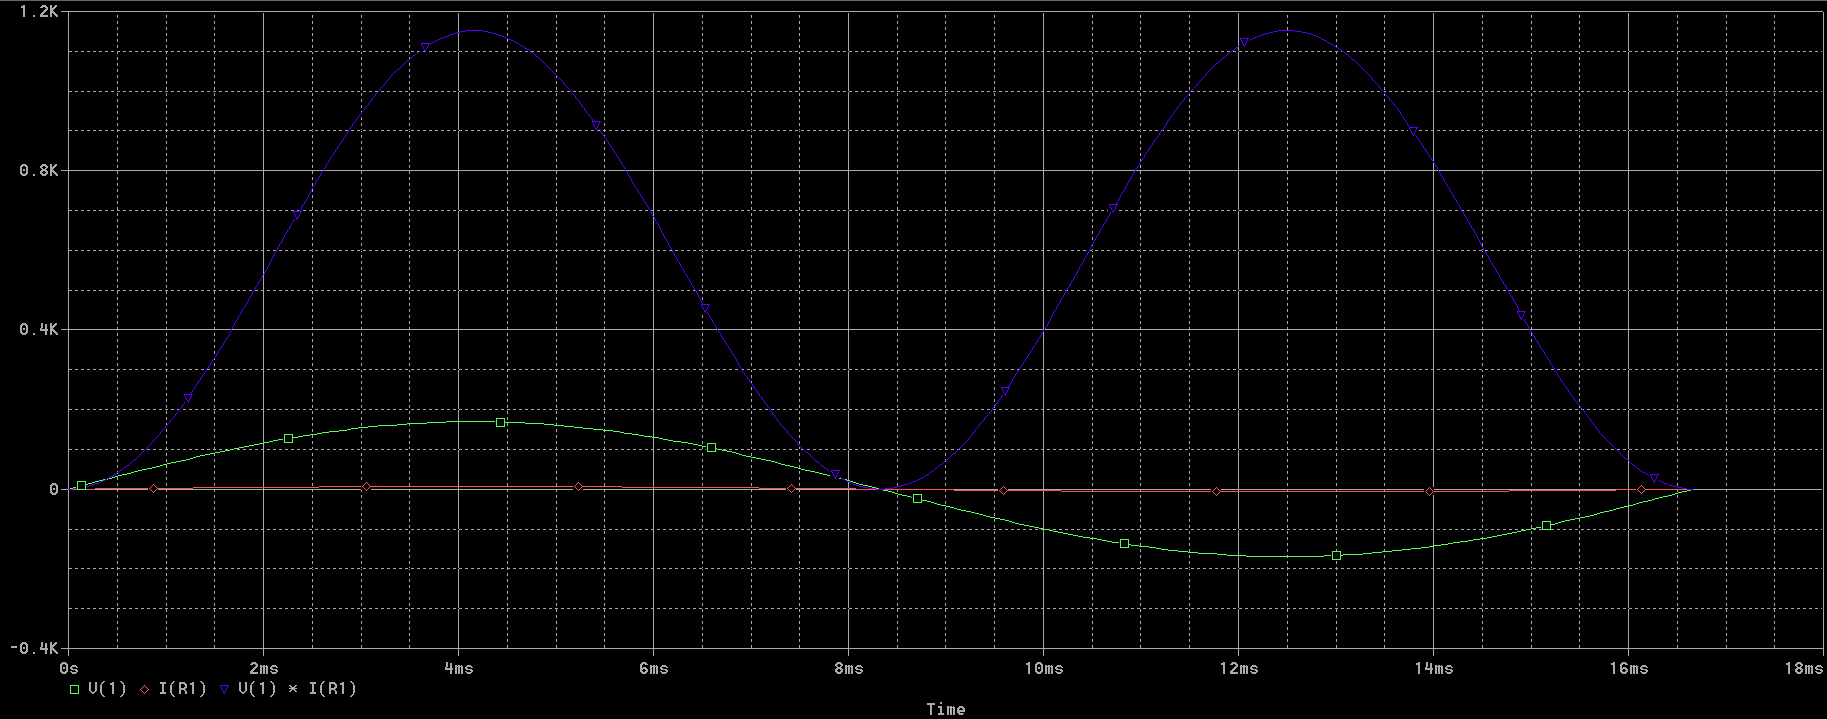 1.2K
0.8K
0.4K
0
-0.4K
0s 2ms 4ms 6ms 8ms 10ms 12ms 14ms 16ms 18ms
V(1) I(R1) V(1) * I(R1)
Time